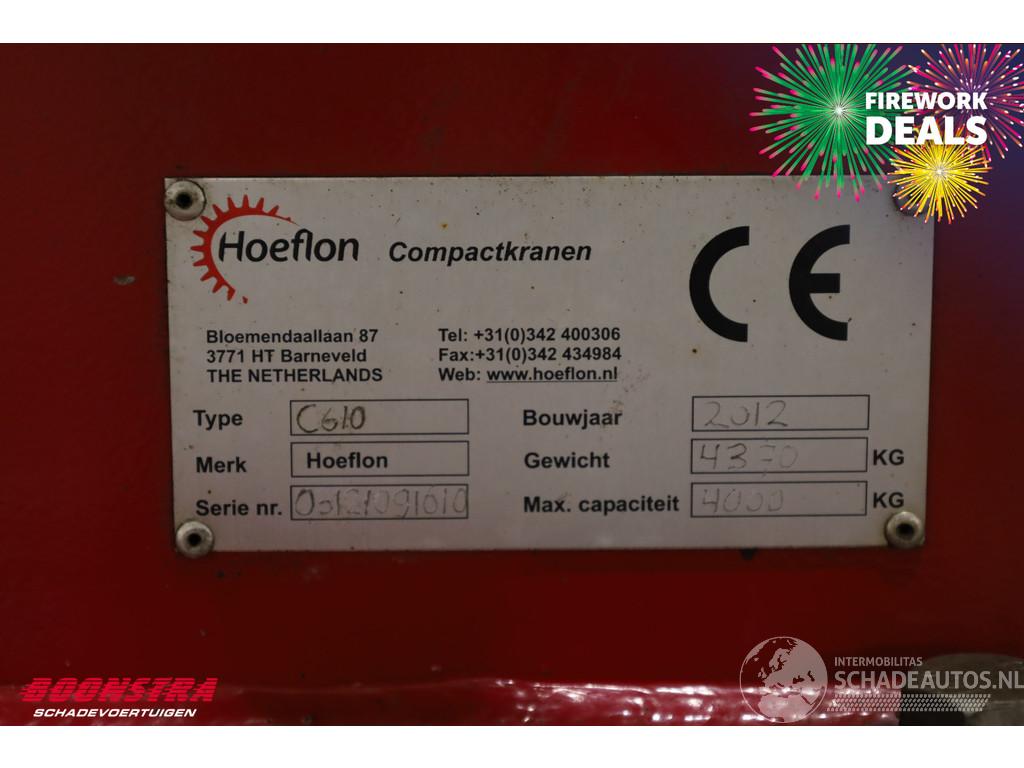 FIREWORK
DEALS
Hoeflon Compactkranen CE
Bloemendaallaan 87 Tel: +31(0)342 400306
3771 HT Barneveld Fax:+31(0)342 434984
THE NETHERLANDS Web: www.hoeflon.nl
Type C610 Bouwjaar 2012
Merk Hoeflon Gewicht 4370 KG
Serie nr. Max. capaciteit 4000 KG
BOONSTRA
SCHADEVOERTUIGEN
INTERMOBILITAS
SCHADEAUTOS.NL